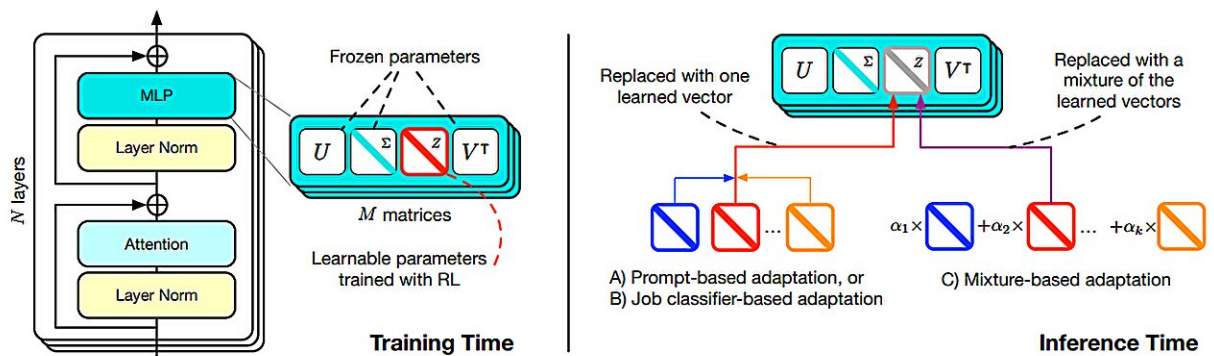 N layers
MLP
Layer Norm
Attention
Layer Norm
Frozen parameters
U Σ Z Vᵀ
M matrices
Learnable parameters
trained with RL
Training Time
U Σ Z Vᵀ
Replaced with one
learned vector
Replaced with a
mixture of the
learned vectors
...
α₁× +α₂× ... +αₖ×
A) Prompt-based adaptation, or
B) Job classifier-based adaptation
C) Mixture-based adaptation
Inference Time